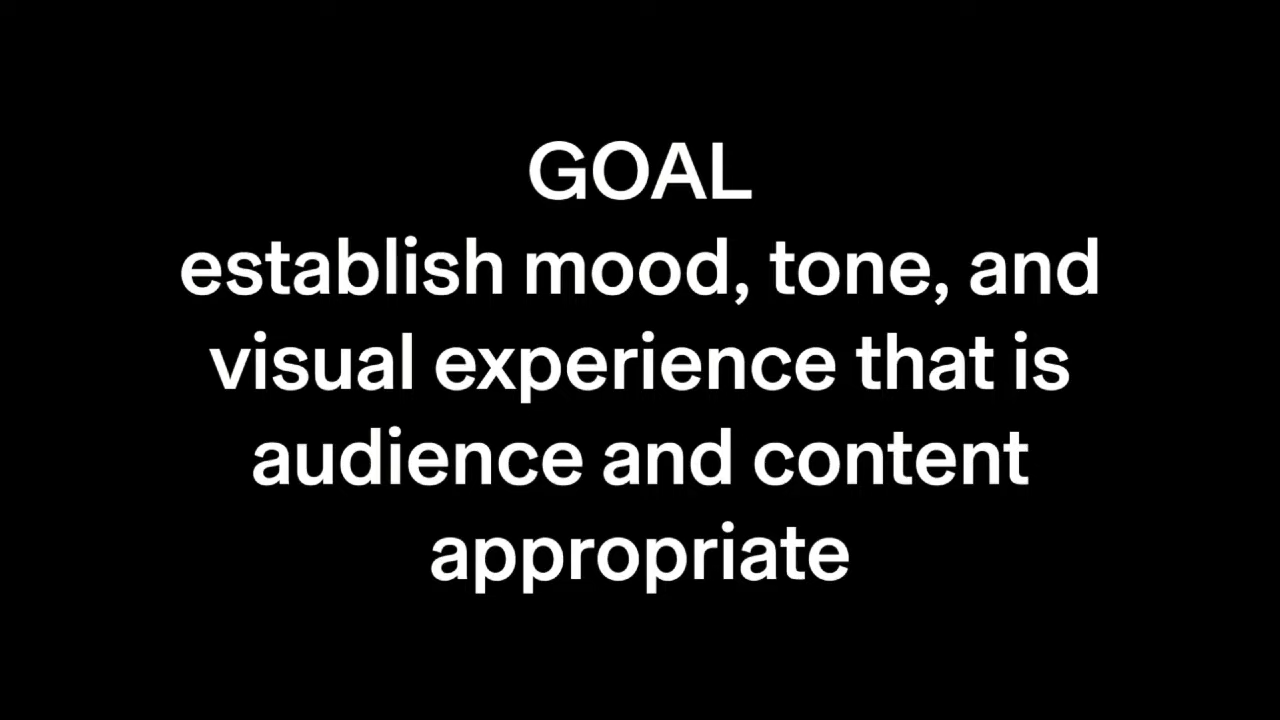 GOAL
establish mood, tone, and
visual experience that is
audience and content
appropriate